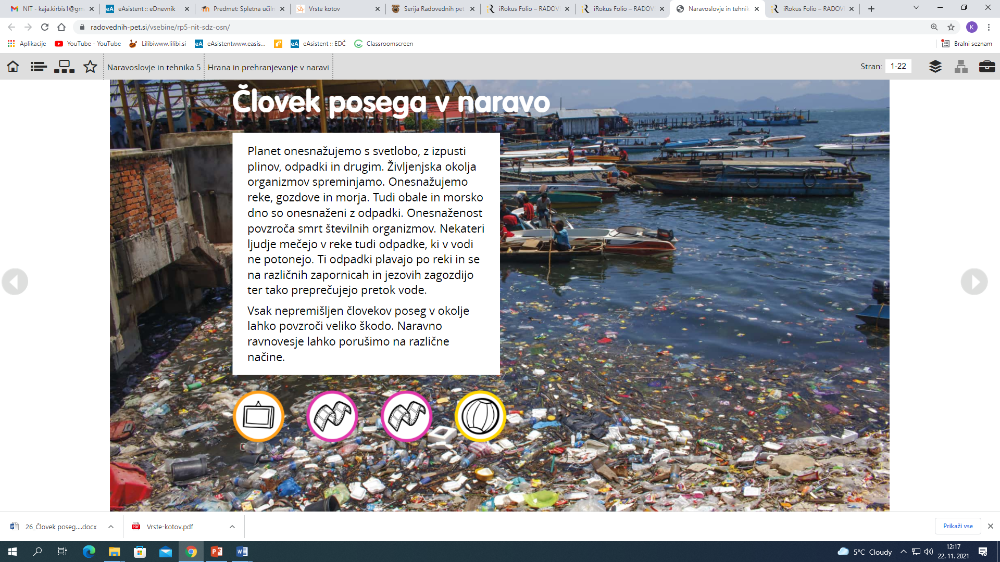 NIT - kaja.kirbis1@gm
eAsistent :: eDnevnik
Predmet: Spletna učiln
Vrste kotov
Serija Radovednih pet
iRokus Folio – RADOV
iRokus Folio – RADOV
Naravoslovje in tehnik
iRokus Folio – RADOV
radovednih-pet.si/vsebine/rp5-nit-sdz-osn/
K
Aplikacije
YouTube - YouTube
Lilibiwww.lilibi.si
eAsistentwww.easis...
eAsistent :: EDČ
Classroomscreen
Bralni seznam
Naravoslovje in tehnika 5
Hrana in prehranjevanje v naravi
Stran: 1-22
Človek posega v naravo
Planet onesnažujemo s svetlobo, z izpusti
plinov, odpadki in drugim. Življenjska okolja
organizmov spreminjamo. Onesnažujemo
reke, gozdove in morja. Tudi obale in morsko
dno so onesnaženi z odpadki. Onesnaženost
povzroča smrt številnih organizmov. Nekateri
ljudje mečejo v reke tudi odpadke, ki v vodi
ne potonejo. Ti odpadki plavajo po reki in se
na različnih zapornicah in jezovih zagozdijo
ter tako preprečujejo pretok vode.
Vsak nepremišljen človekov poseg v okolje
lahko povzroči veliko škodo. Naravno
ravnovesje lahko porušimo na različne
načine.
26_Človek poseg....docx
Vrste-kotov.pdf
Prikaži vse
5°C Cloudy
12:17
22. 11. 2021